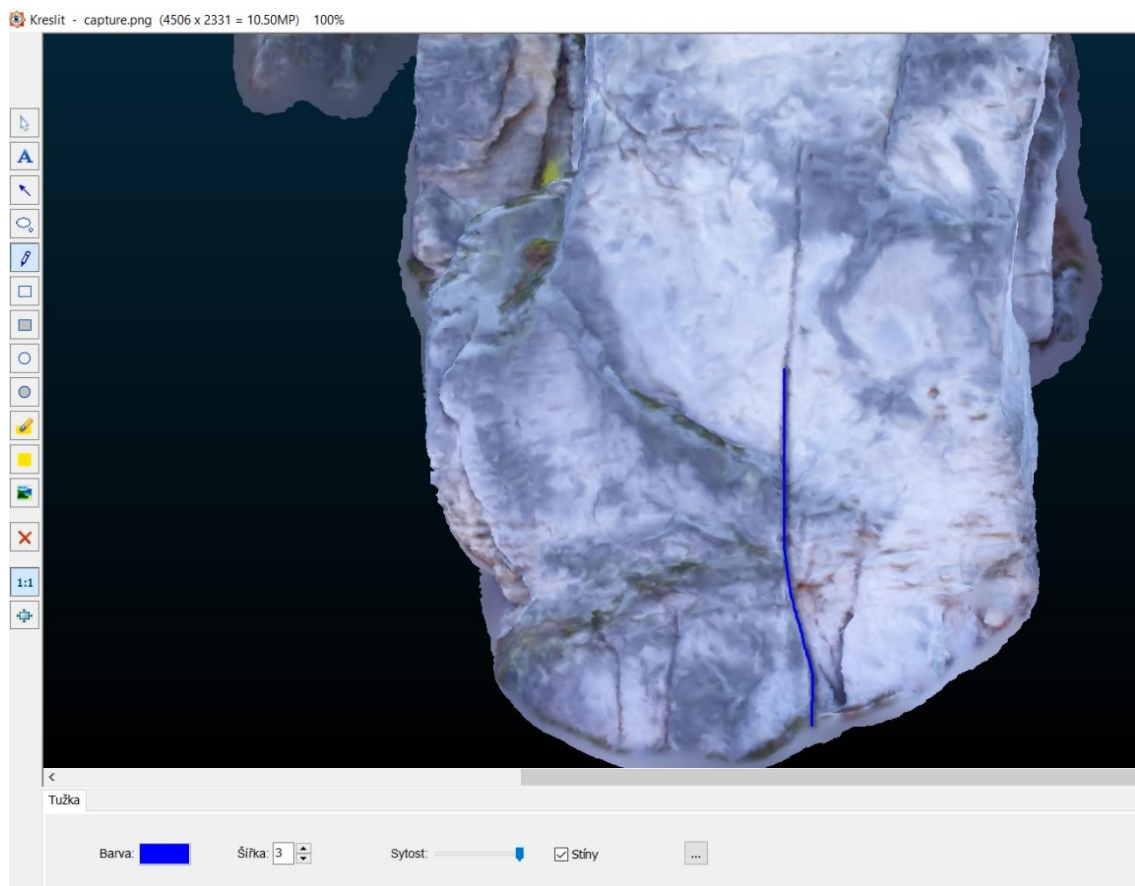 Kreslit - capture.png (4506 x 2331 = 10.50MP) 100%
A
1:1
Tužka
Barva: Šířka: 3 Sytost: Stíny ...